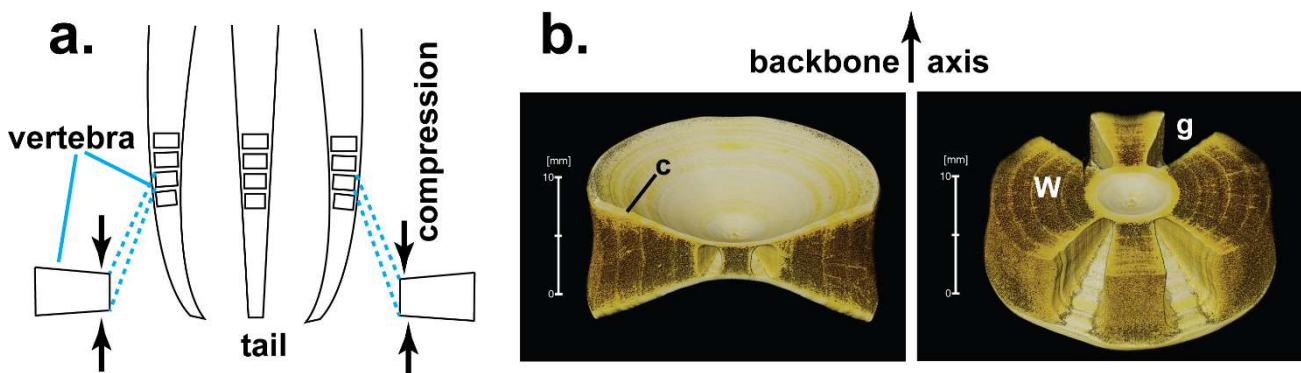 a.
vertebra
compression
tail
b.
backbone axis
[mm]
10
0
c
[mm]
10
0
W
g